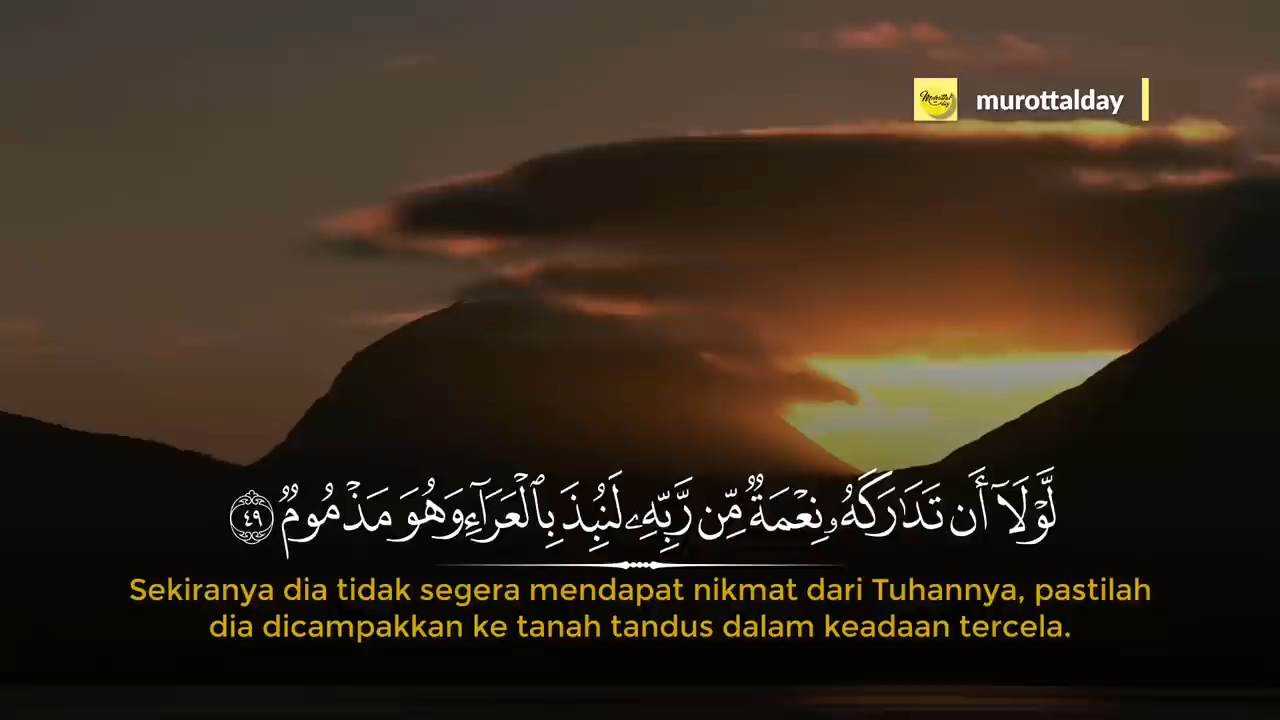 murottalday
لَّوْلَآ أَن تَدَٰرَكَهُۥ نِعْمَةٌ مِّن رَّبِّهِۦ لَنُبِذَ بِٱلْعَرَآءِ وَهُوَ مَذْمُومٌ ٤٩
Sekiranya dia tidak segera mendapat nikmat dari Tuhannya, pastilah
dia dicampakkan ke tanah tandus dalam keadaan tercela.